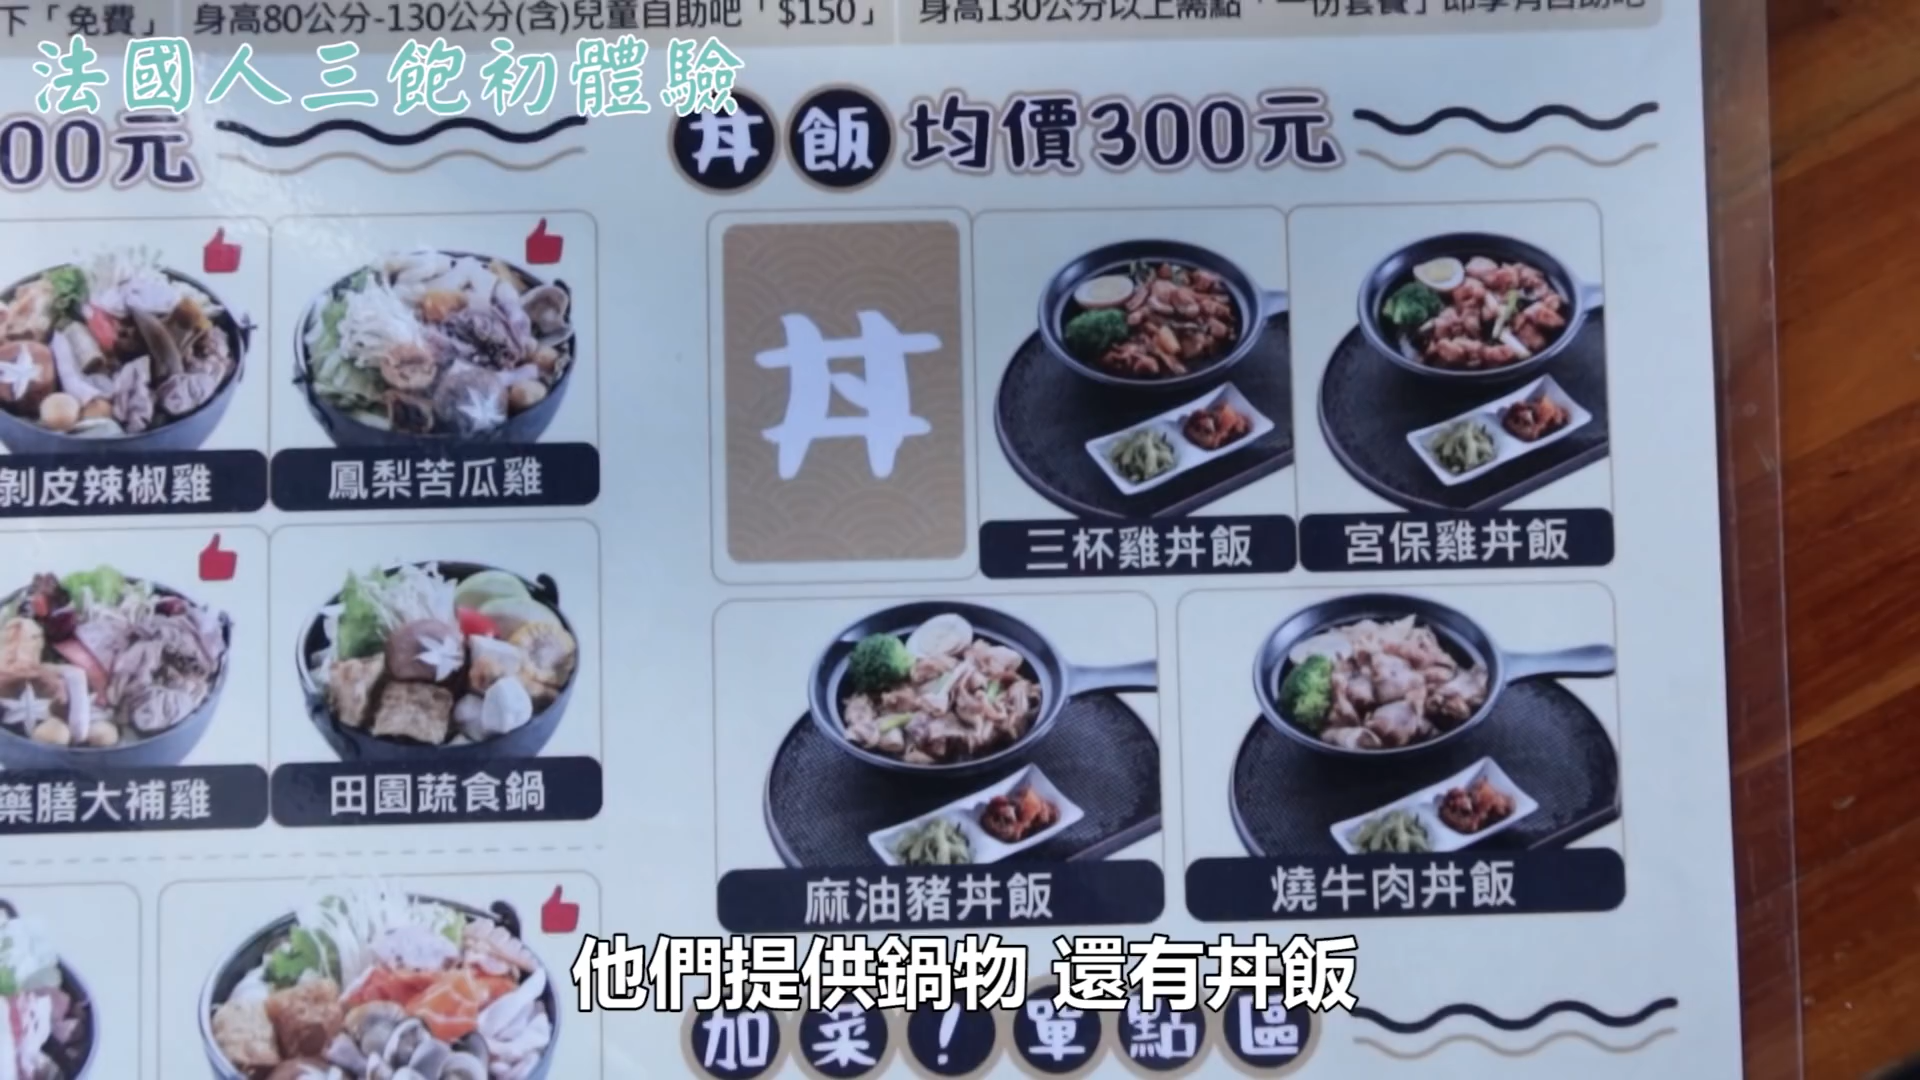 下「免費」 身高80公分-130公分(含)兒童自助吧「$150」 身高130公分以上需點「一份套餐」即享有自助吧
法國人三飽初體驗
00元
丼飯 均價300元
丼
剝皮辣椒雞
鳳梨苦瓜雞
三杯雞丼飯
宮保雞丼飯
藥膳大補雞
田園蔬食鍋
麻油豬丼飯
燒牛肉丼飯
他們提供鍋物 還有丼飯
加菜!單點區